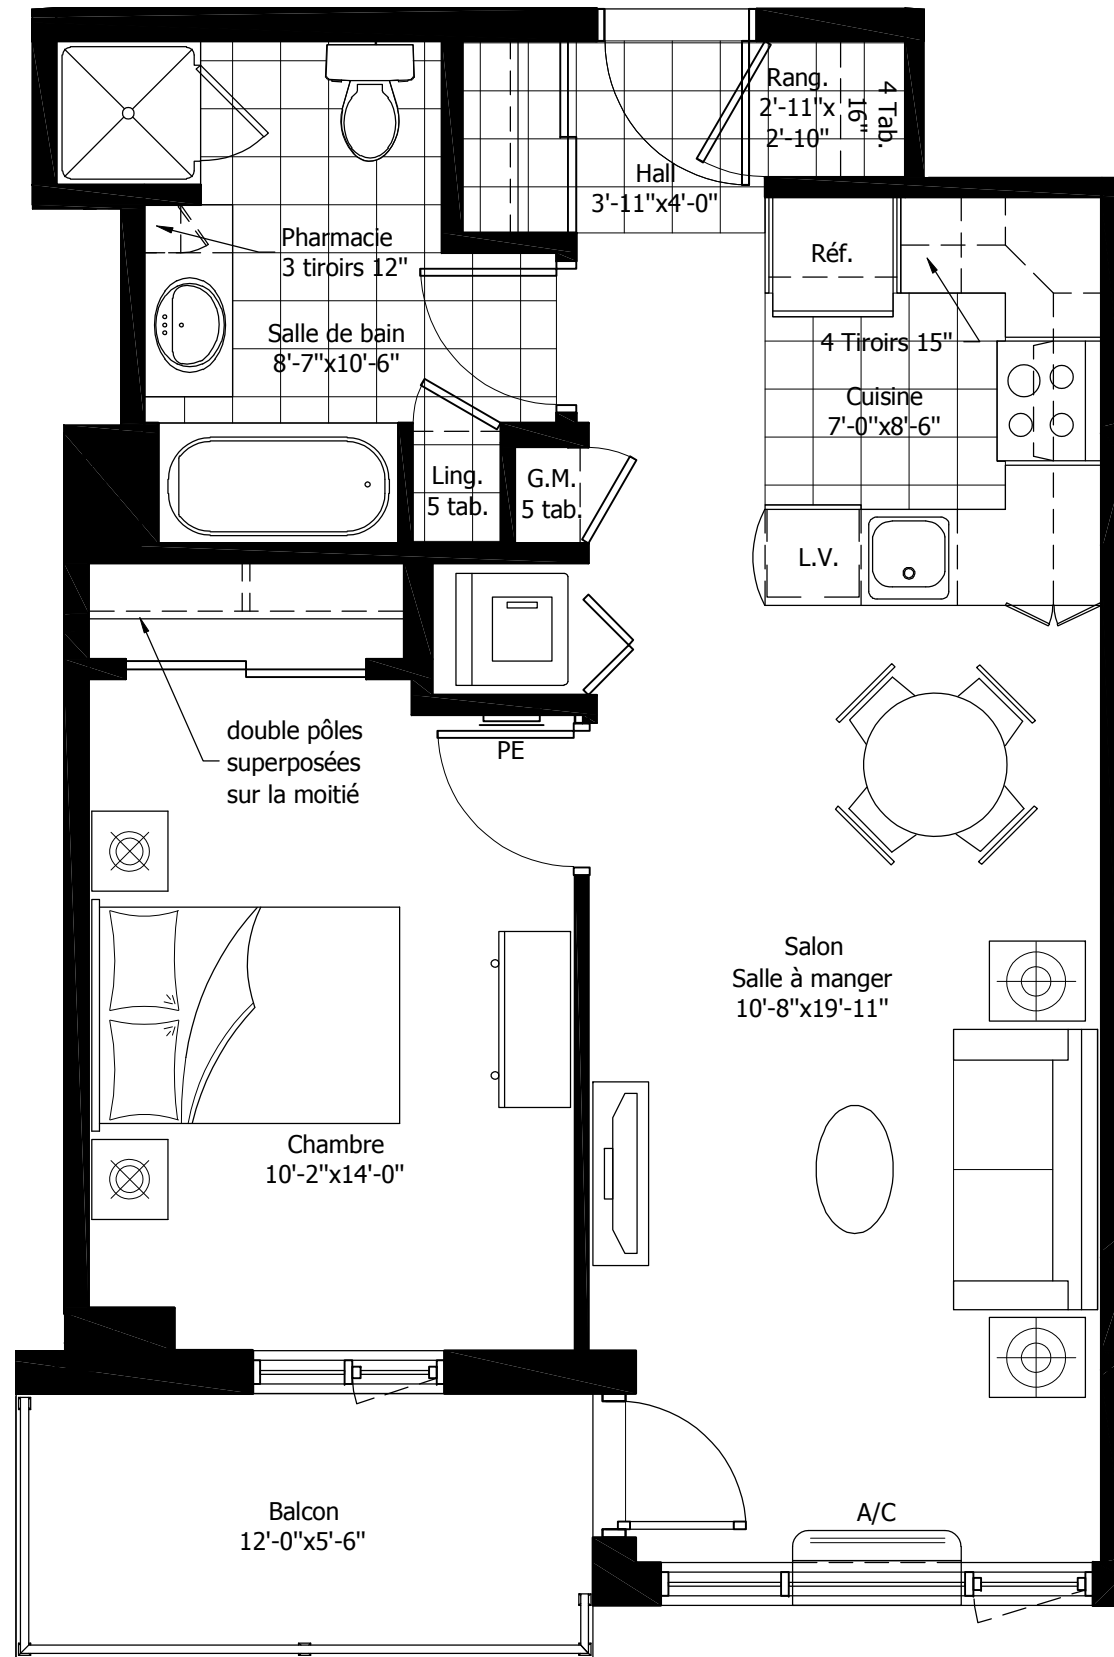 Rang.
2'-11"x
2'-10"
4 Tab.
16"
Hall
3'-11"x4'-0"
Pharmacie
3 tiroirs 12"
Réf.
Salle de bain
8'-7"x10'-6"
4 Tiroirs 15"
Cuisine
7'-0"x8'-6"
Ling.
5 tab.
G.M.
5 tab.
L.V.
double pôles
superposées
sur la moitié
PE
Salon
Salle à manger
10'-8"x19'-11"
Chambre
10'-2"x14'-0"
Balcon
12'-0"x5'-6"
A/C